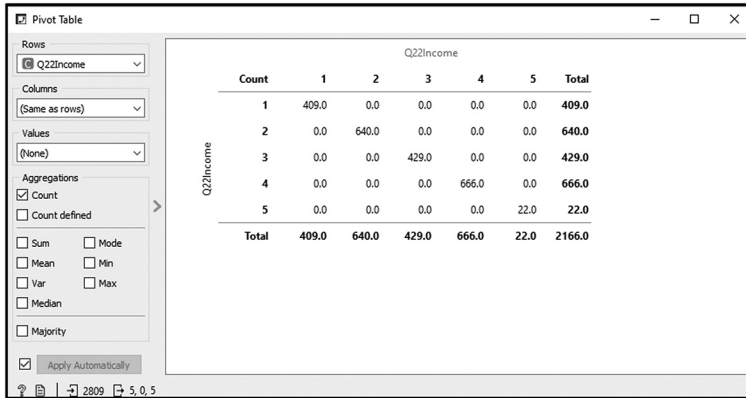 Pivot Table
Rows
C Q22Income
Columns
(Same as rows)
Values
(None)
Aggregations
Count
Count defined
Sum Mode
Mean Min
Var Max
Median
Majority
Apply Automatically
? 2809 5, 0, 5
Q22Income
Count 1 2 3 4 5 Total
1 409.0 0.0 0.0 0.0 0.0 409.0
2 0.0 640.0 0.0 0.0 0.0 640.0
Q22Income
3 0.0 0.0 429.0 0.0 0.0 429.0
4 0.0 0.0 0.0 666.0 0.0 666.0
5 0.0 0.0 0.0 0.0 22.0 22.0
Total 409.0 640.0 429.0 666.0 22.0 2166.0